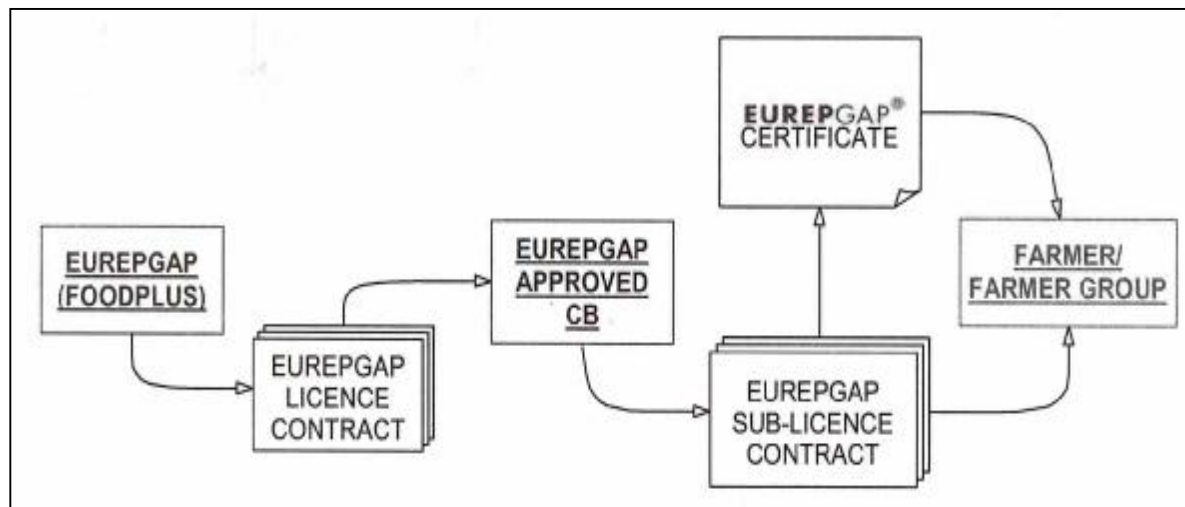 EUREPGAP
(FOODPLUS)
EUREPGAP
LICENCE
CONTRACT
EUREPGAP
APPROVED
CB
EUREPGAP
SUB-LICENCE
CONTRACT
EUREPGAP®
CERTIFICATE
FARMER/
FARMER GROUP